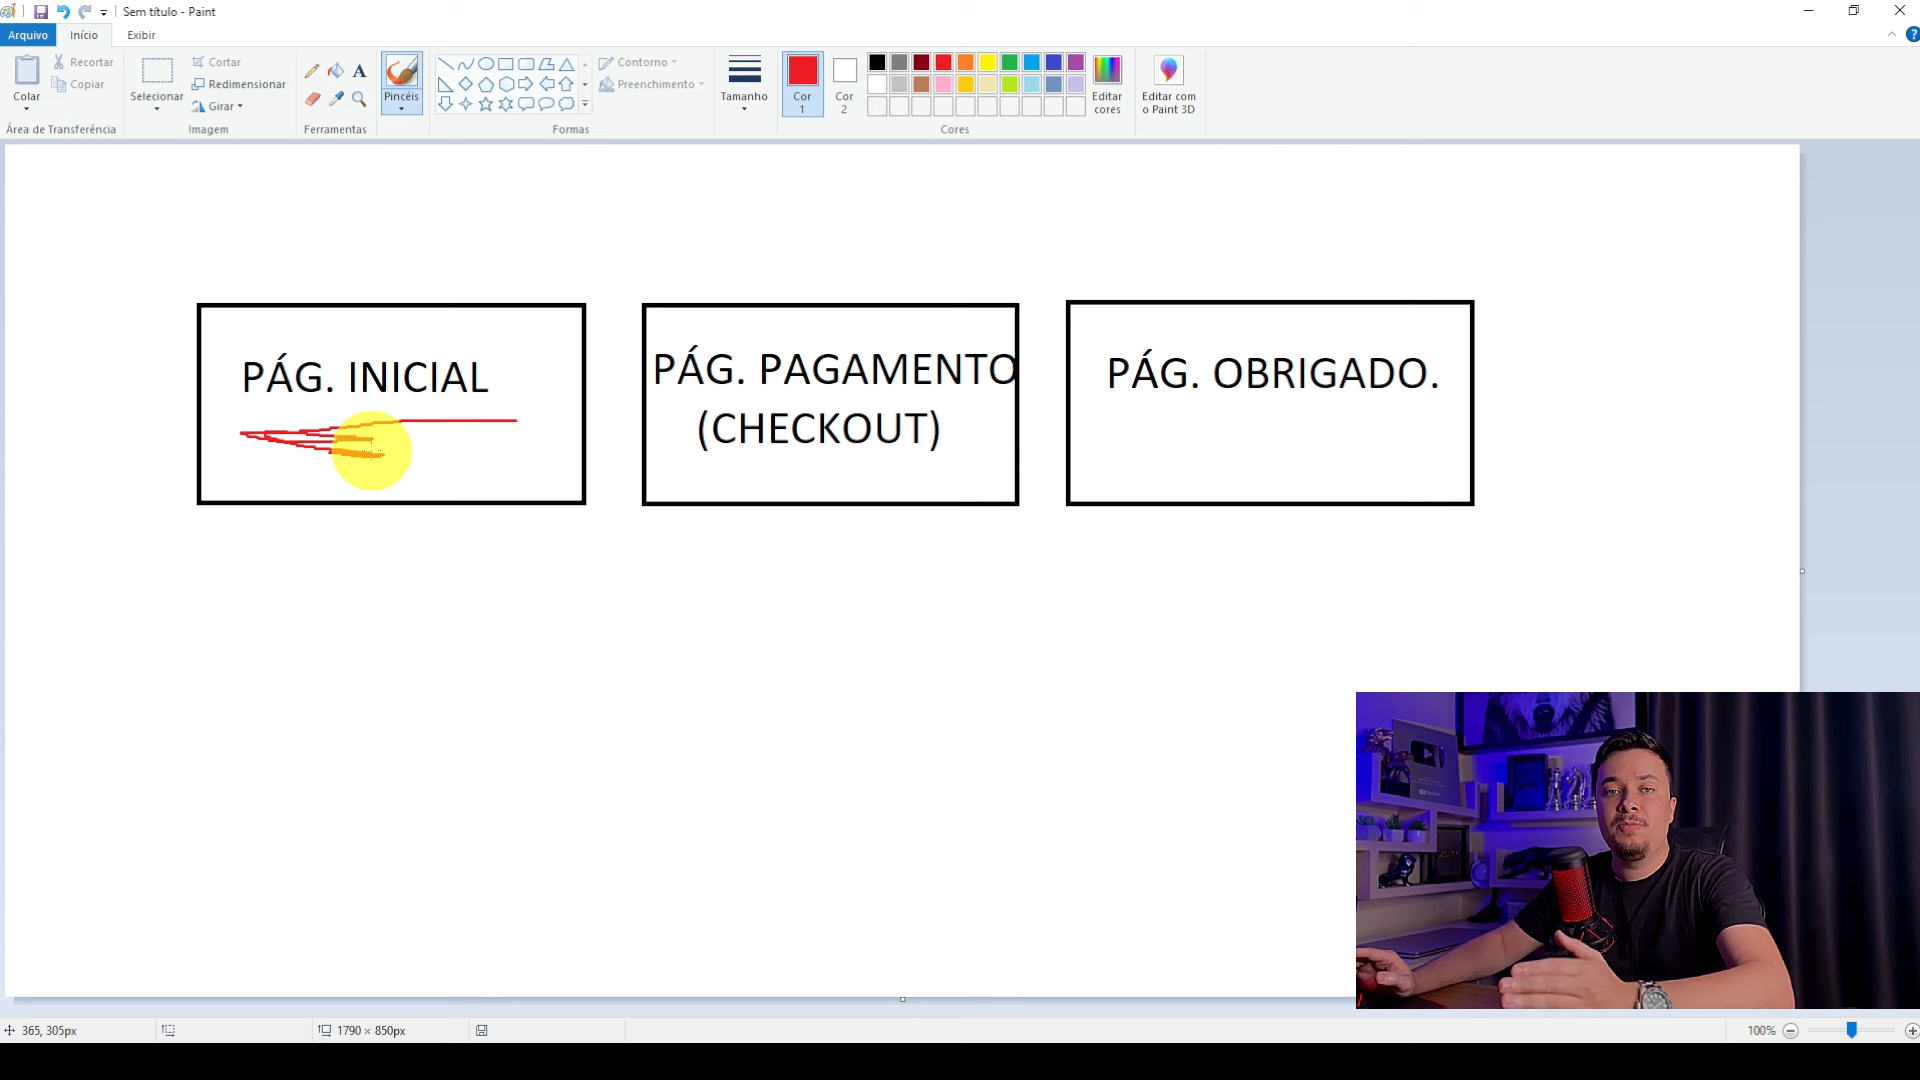 Sem título - Paint
Arquivo
Início
Exibir
Colar
Recortar
Copiar
Área de Transferência
Selecionar
Cortar
Redimensionar
Girar
Imagem
A
Ferramentas
Pincéis
Contorno
Preenchimento
Formas
Tamanho
Cor
1
Cor
2
Cores
Editar
cores
Editar com
o Paint 3D
?
PÁG. INICIAL
PÁG. PAGAMENTO
(CHECKOUT)
PÁG. OBRIGADO.
365, 305px
1790 × 850px
100%